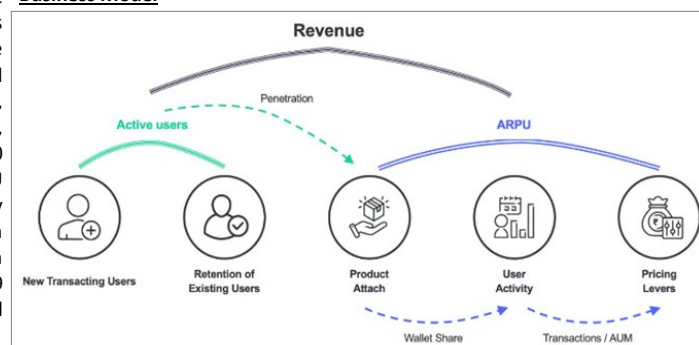 Business Model
Revenue
Penetration
Active users
ARPU
New Transacting Users
Retention of
Existing Users
Product
Attach
User
Activity
Pricing
Levers
Wallet Share
Transactions / AUM